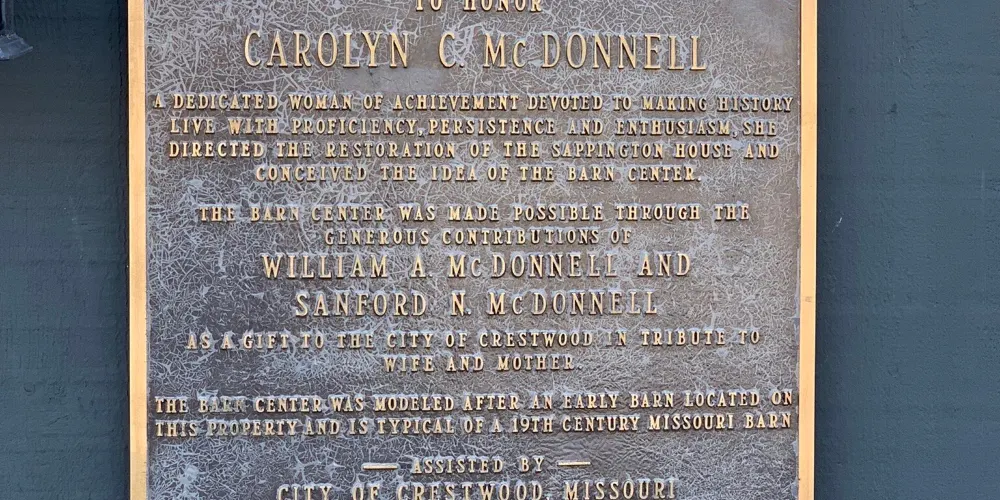 TO HONOR
CAROLYN C. McDONNELL
A DEDICATED WOMAN OF ACHIEVEMENT DEVOTED TO MAKING HISTORY
LIVE WITH PROFICIENCY, PERSISTENCE AND ENTHUSIASM, SHE
DIRECTED THE RESTORATION OF THE SAPPINGTON HOUSE AND
CONCEIVED THE IDEA OF THE BARN CENTER.
THE BARN CENTER WAS MADE POSSIBLE THROUGH THE
GENEROUS CONTRIBUTIONS OF
WILLIAM A. McDONNELL AND
SANFORD N. McDONNELL
AS A GIFT TO THE CITY OF CRESTWOOD IN TRIBUTE TO
WIFE AND MOTHER.
THE BARN CENTER WAS MODELED AFTER AN EARLY BARN LOCATED ON
THIS PROPERTY AND IS TYPICAL OF A 19TH CENTURY MISSOURI BARN
— ASSISTED BY —
CITY OF CRESTWOOD, MISSOURI